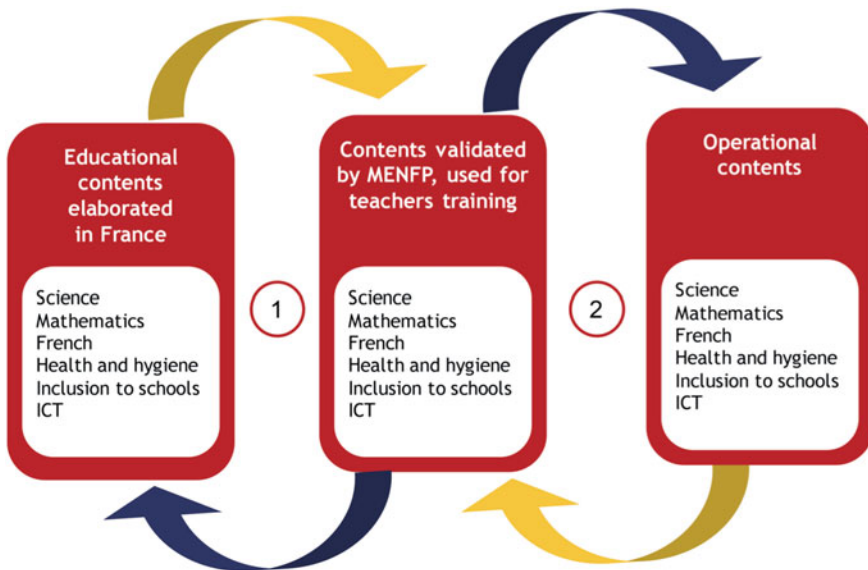 Educational
contents
elaborated
in France
Science
Mathematics
French
Health and hygiene
Inclusion to schools
ICT
1
Contents validated
by MENFP, used for
teachers training
Science
Mathematics
French
Health and hygiene
Inclusion to schools
ICT
2
Operational
contents
Science
Mathematics
French
Health and hygiene
Inclusion to schools
ICT